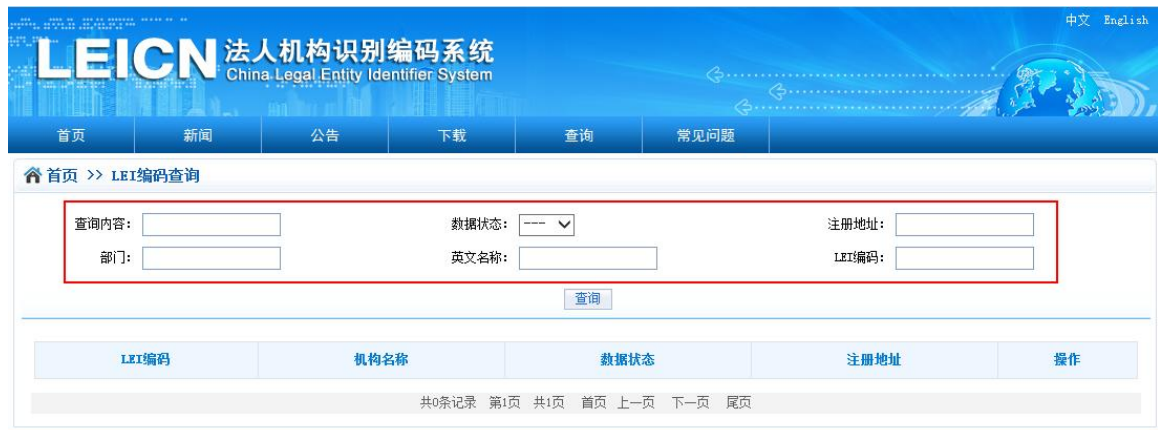 中文 English
LEICN 法人机构识别编码系统
China Legal Entity Identifier System
首页 新闻 公告 下载 查询 常见问题
首页 >> LEI编码查询
查询内容: 数据状态: --- 注册地址:
部门: 英文名称: LEI编码:
查询
LEI编码 机构名称 数据状态 注册地址 操作
共0条记录 第1页 共1页 首页 上一页 下一页 尾页